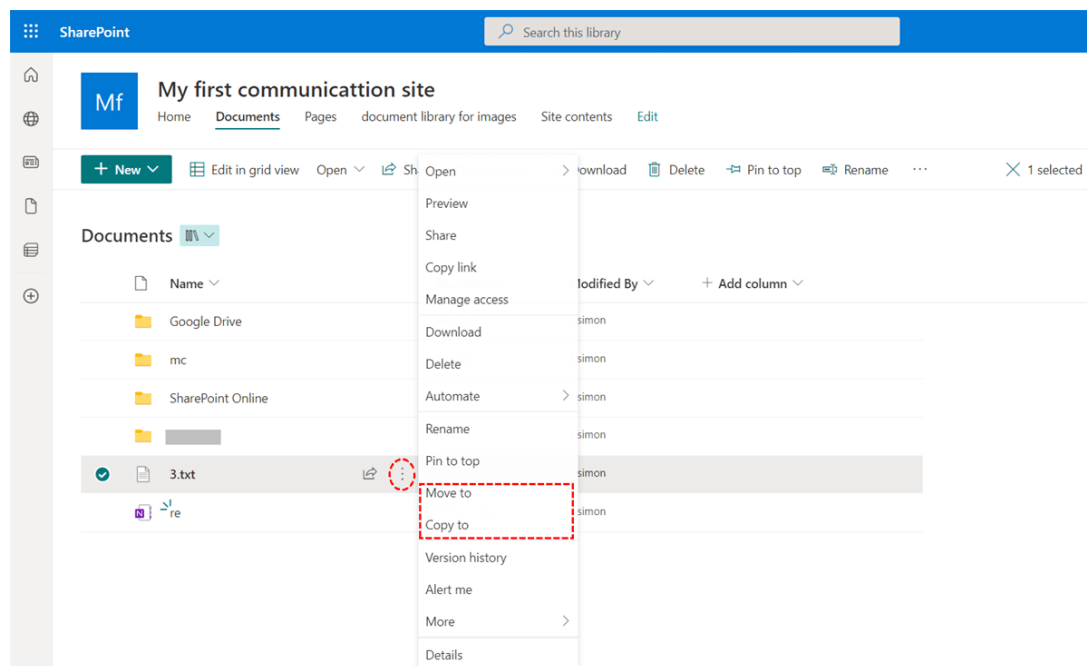 SharePoint
Search this library
Mf
My first communicattion site
Home Documents Pages document library for images Site contents Edit
+ New Edit in grid view Open Sh ownload Delete Pin to top Rename ... 1 selected
Documents
Name Modified By + Add column
Google Drive simon
mc simon
SharePoint Online simon
simon
3.txt simon
re simon
Open
Preview
Share
Copy link
Manage access
Download
Delete
Automate
Rename
Pin to top
Move to
Copy to
Version history
Alert me
More
Details